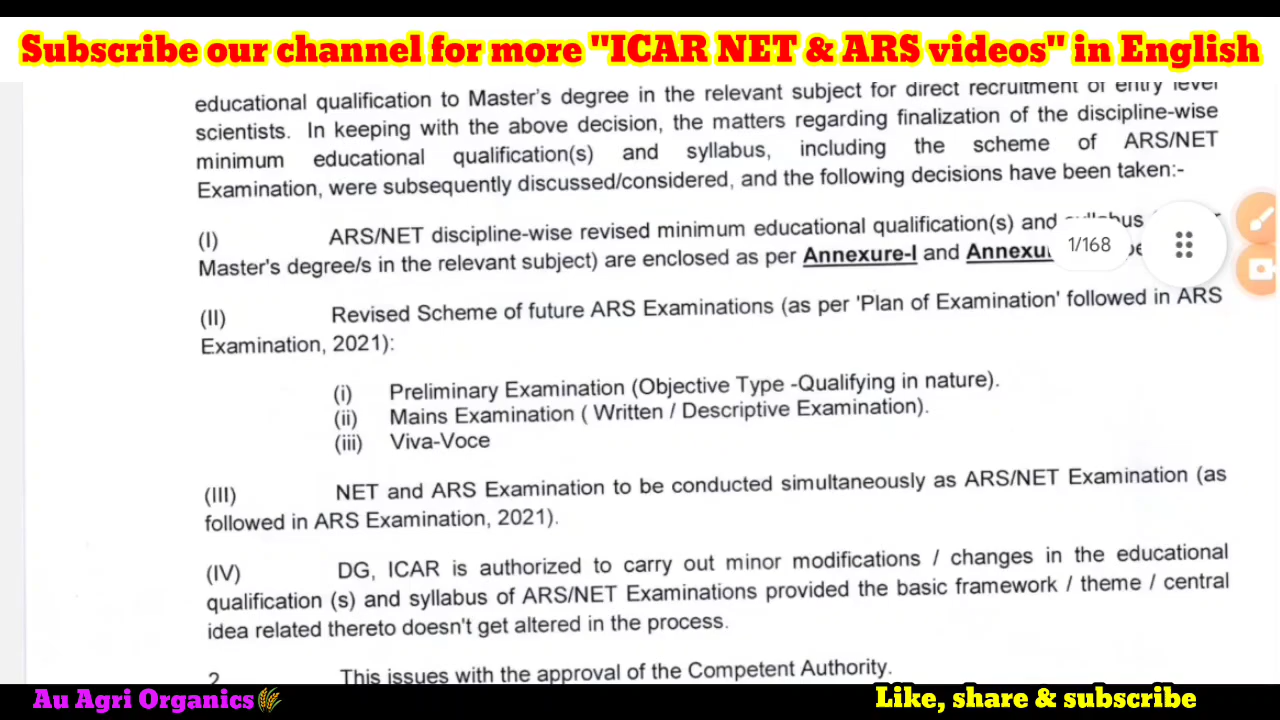 Subscribe our channel for more "ICAR NET & ARS videos" in English
educational qualification to Master's degree in the relevant subject for direct recruitment of entry level
scientists. In keeping with the above decision, the matters regarding finalization of the discipline-wise
minimum educational qualification(s) and syllabus, including the scheme of ARS/NET
Examination, were subsequently discussed/considered, and the following decisions have been taken:-
(I) ARS/NET discipline-wise revised minimum educational qualification(s) and
1/168
Master's degree/s in the relevant subject) are enclosed as per Annexure-I and
(II) Revised Scheme of future ARS Examinations (as per 'Plan of Examination' followed in ARS
Examination, 2021):
(i) Preliminary Examination (Objective Type -Qualifying in nature).
(ii) Mains Examination ( Written / Descriptive Examination).
(iii) Viva-Voce
(III) NET and ARS Examination to be conducted simultaneously as ARS/NET Examination (as
followed in ARS Examination, 2021).
(IV) DG, ICAR is authorized to carry out minor modifications / changes in the educational
qualification (s) and syllabus of ARS/NET Examinations provided the basic framework / theme / central
idea related thereto doesn't get altered in the process.
2 This issues with the approval of the Competent Authority.
Au Agri Organics
Like, share & subscribe